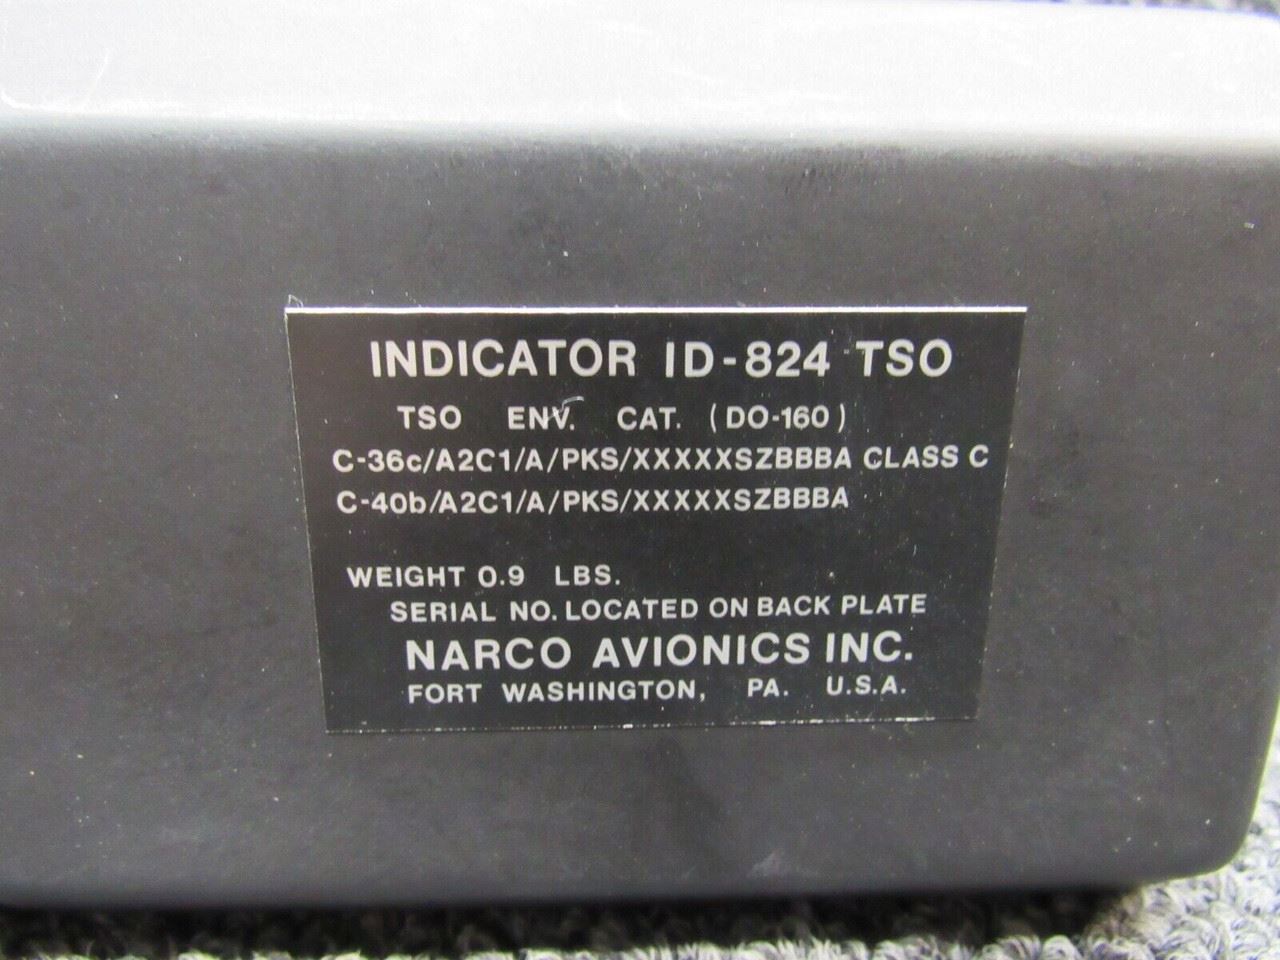 INDICATOR ID-824 TSO
TSO ENV. CAT. (DO-160)
C-36c/A2C1/A/PKS/XXXXXSZBBBA CLASS C
C-40b/A2C1/A/PKS/XXXXXSZBBBA
WEIGHT 0.9 LBS.
SERIAL NO. LOCATED ON BACK PLATE
NARCO AVIONICS INC.
FORT WASHINGTON, PA. U.S.A.